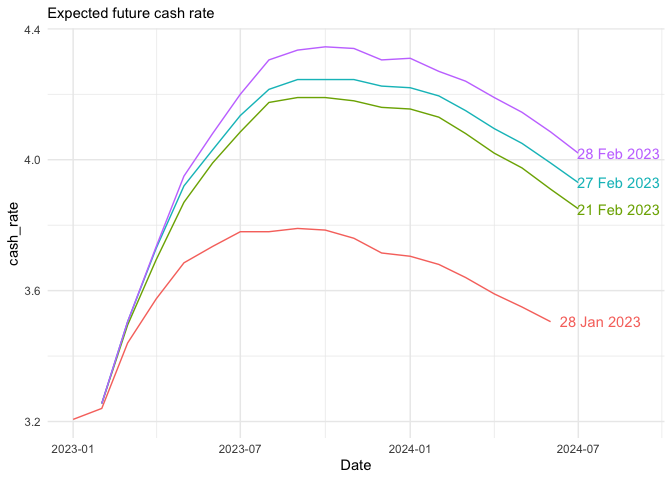 Expected future cash rate
4.4
4.0
3.6
3.2
cash_rate
28 Feb 2023
27 Feb 2023
21 Feb 2023
28 Jan 2023
2023-01 2023-07 2024-01 2024-07
Date